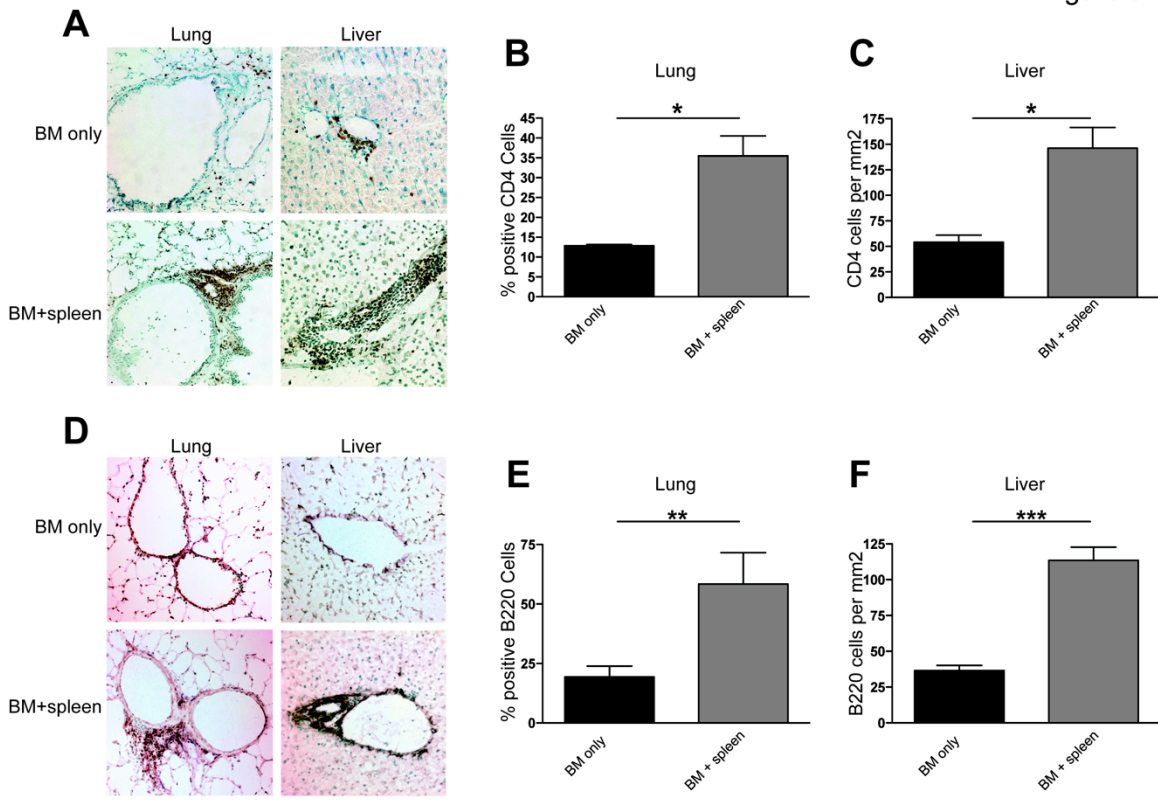 A
Lung Liver
BM only
BM+spleen
B
Lung
*
% positive CD4 Cells
45
40
35
30
25
20
15
10
5
0
BM only
BM + spleen
C
Liver
*
CD4 cells per mm2
175
150
125
100
75
50
25
0
BM only
BM + spleen
D
Lung Liver
BM only
BM+spleen
E
Lung
**
% positive B220 Cells
75
50
25
0
BM only
BM + spleen
F
Liver
***
B220 cells per mm2
125
100
75
50
25
0
BM only
BM + spleen